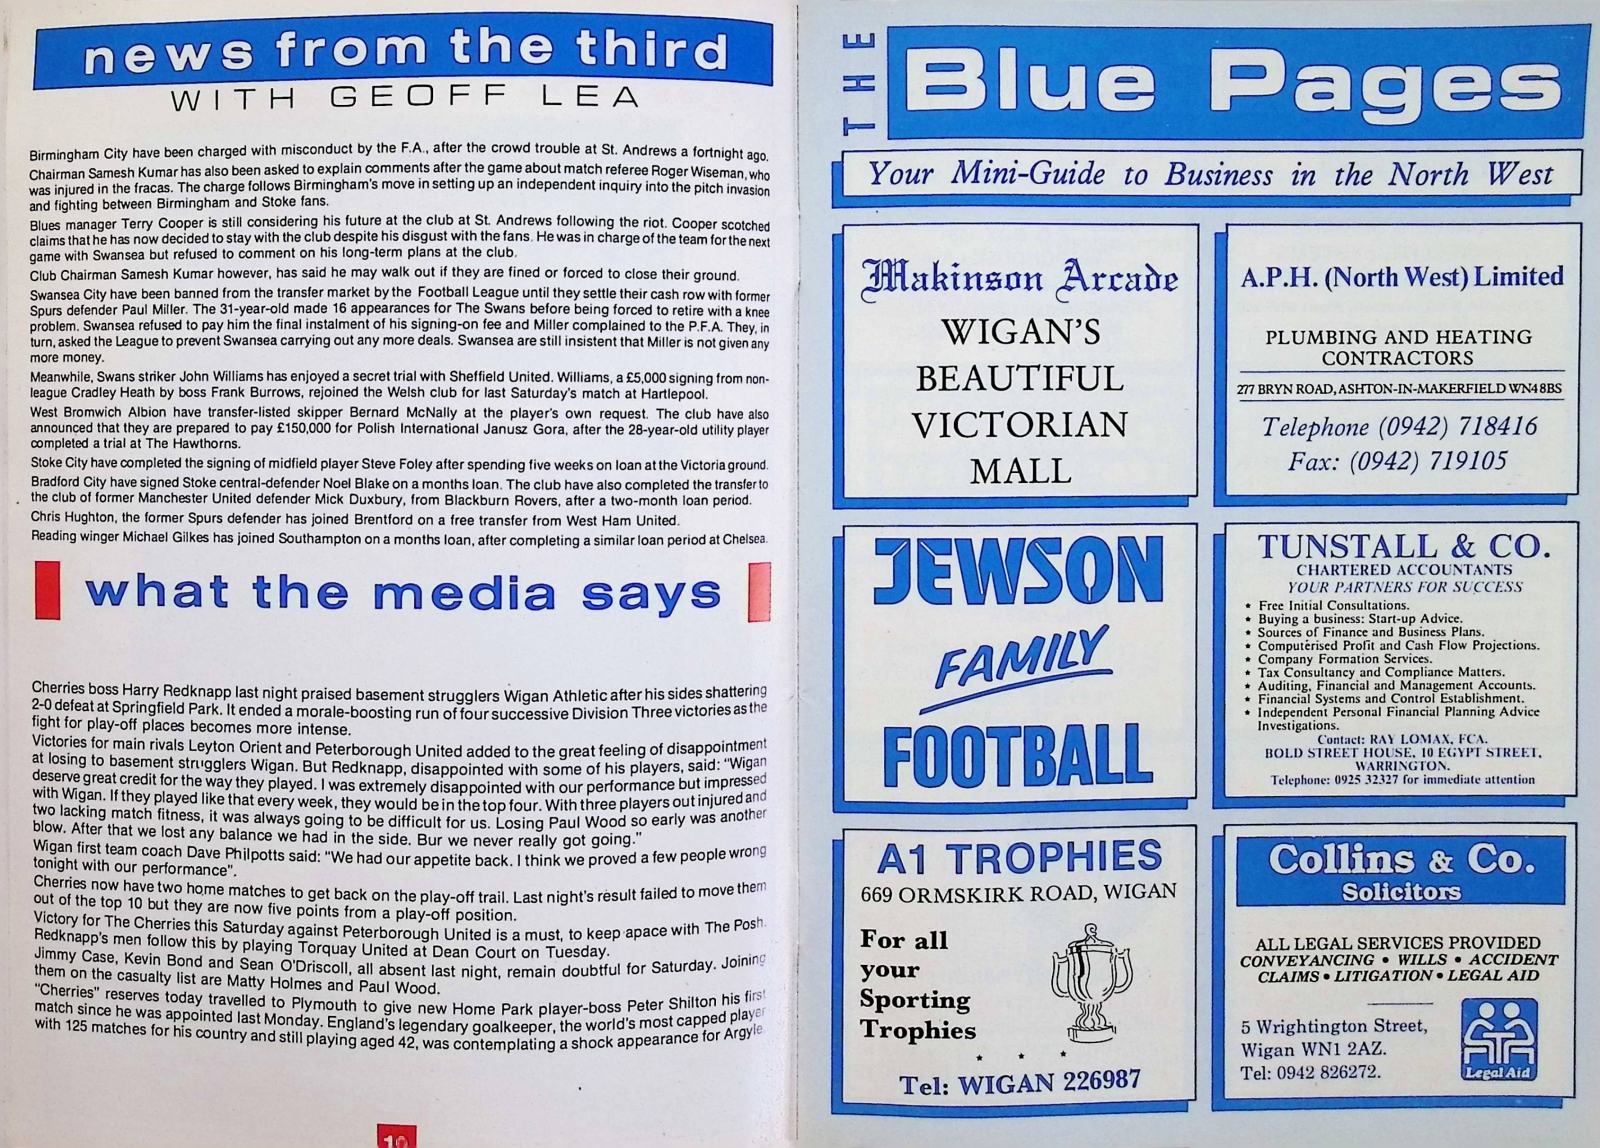 news from the third
WITH GEOFF LEA
Birmingham City have been charged with misconduct by the F.A., after the crowd trouble at St. Andrews a fortnight ago.
Chairman Samesh Kumar has also been asked to explain comments after the game about match referee Roger Wiseman, who
was injured in the fracas. The charge follows Birmingham's move in setting up an independent inquiry into the pitch invasion
and fighting between Birmingham and Stoke fans.
Blues manager Terry Cooper is still considering his future at the club at St. Andrews following the riot. Cooper scotched
claims that he has now decided to stay with the club despite his disgust with the fans. He was in charge of the team for the next
game with Swansea but refused to comment on his long-term plans at the club.
Club Chairman Samesh Kumar however, has said he may walk out if they are fined or forced to close their ground.
Swansea City have been banned from the transfer market by the Football League until they settle their cash row with former
Spurs defender Paul Miller. The 31-year-old made 16 appearances for The Swans before being forced to retire with a knee
problem. Swansea refused to pay him the final instalment of his signing-on fee and Miller complained to the P.F.A. They, in
turn, asked the League to prevent Swansea carrying out any more deals. Swansea are still insistent that Miller is not given any
more money.
Meanwhile, Swans striker John Williams has enjoyed a secret trial with Sheffield United. Williams, a £5,000 signing from non-
league Cradley Heath by boss Frank Burrows, rejoined the Welsh club for last Saturday's match at Hartlepool.
West Bromwich Albion have transfer-listed skipper Bernard McNally at the player's own request. The club have also
announced that they are prepared to pay £150,000 for Polish International Janusz Gora, after the 28-year-old utility player
completed a trial at The Hawthorns.
Stoke City have completed the signing of midfield player Steve Foley after spending five weeks on loan at the Victoria ground.
Bradford City have signed Stoke central-defender Noel Blake on a months loan. The club have also completed the transfer to
the club of former Manchester United defender Mick Duxbury, from Blackburn Rovers, after a two-month loan period.
Chris Hughton, the former Spurs defender has joined Brentford on a free transfer from West Ham United.
Reading winger Michael Gilkes has joined Southampton on a months loan, after completing a similar loan period at Chelsea.
what the media says
Cherries boss Harry Redknapp last night praised basement strugglers Wigan Athletic after his sides shattering
2-0 defeat at Springfield Park. It ended a morale-boosting run of four successive Division Three victories as the
fight for play-off places becomes more intense.
Victories for main rivals Leyton Orient and Peterborough United added to the great feeling of disappointment
at losing to basement strugglers Wigan. But Redknapp, disappointed with some of his players, said: "Wigan
deserve great credit for the way they played. I was extremely disappointed with our performance but impressed
with Wigan. If they played like that every week, they would be in the top four. With three players out injured and
two lacking match fitness, it was always going to be difficult for us. Losing Paul Wood so early was another
blow. After that we lost any balance we had in the side. Bur we never really got going."
Wigan first team coach Dave Philpotts said: "We had our appetite back. I think we proved a few people wrong
tonight with our performance".
Cherries now have two home matches to get back on the play-off trail. Last night's result failed to move them
out of the top 10 but they are now five points from a play-off position.
Victory for The Cherries this Saturday against Peterborough United is a must, to keep apace with The Posh.
Redknapp's men follow this by playing Torquay United at Dean Court on Tuesday.
Jimmy Case, Kevin Bond and Sean O'Driscoll, all absent last night, remain doubtful for Saturday. Joining
them on the casualty list are Matty Holmes and Paul Wood.
"Cherries" reserves today travelled to Plymouth to give new Home Park player-boss Peter Shilton his first
match since he was appointed last Monday. England's legendary goalkeeper, the world's most capped player
with 125 matches for his country and still playing aged 42, was contemplating a shock appearance for Argyle.
THE Blue Pages
Your Mini-Guide to Business in the North West
Makinson Arcade
WIGAN'S
BEAUTIFUL
VICTORIAN
MALL
A.P.H. (North West) Limited
PLUMBING AND HEATING
CONTRACTORS
277 BRYN ROAD, ASHTON-IN-MAKERFIELD WN4 8BS
Telephone (0942) 718416
Fax: (0942) 719105
JEWSON
FAMILY
FOOTBALL
TUNSTALL & CO.
CHARTERED ACCOUNTANTS
YOUR PARTNERS FOR SUCCESS
* Free Initial Consultations.
* Buying a business: Start-up Advice.
* Sources of Finance and Business Plans.
* Computerised Profit and Cash Flow Projections.
* Company Formation Services.
* Tax Consultancy and Compliance Matters.
* Auditing, Financial and Management Accounts.
* Financial Systems and Control Establishment.
* Independent Personal Financial Planning Advice
Investigations.
Contact: RAY LOMAX, FCA.
BOLD STREET HOUSE, 10 EGYPT STREET,
WARRINGTON.
Telephone: 0925 32327 for immediate attention
A1 TROPHIES
669 ORMSKIRK ROAD, WIGAN
For all
your
Sporting
Trophies
* * *
Tel: WIGAN 226987
Collins & Co.
Solicitors
ALL LEGAL SERVICES PROVIDED
CONVEYANCING • WILLS • ACCIDENT
CLAIMS • LITIGATION • LEGAL AID
5 Wrightington Street,
Wigan WN1 2AZ.
Tel: 0942 826272.
Legal Aid